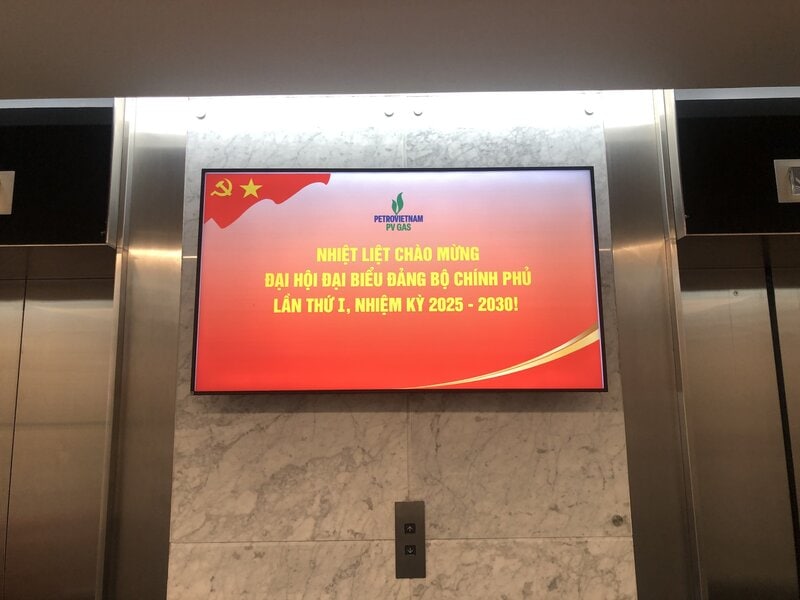 PETROVIETNAM
PV GAS
NHIỆT LIỆT CHÀO MỪNG
ĐẠI HỘI ĐẠI BIỂU ĐẢNG BỘ CHÍNH PHỦ
LẦN THỨ I, NHIỆM KỲ 2025 - 2030!